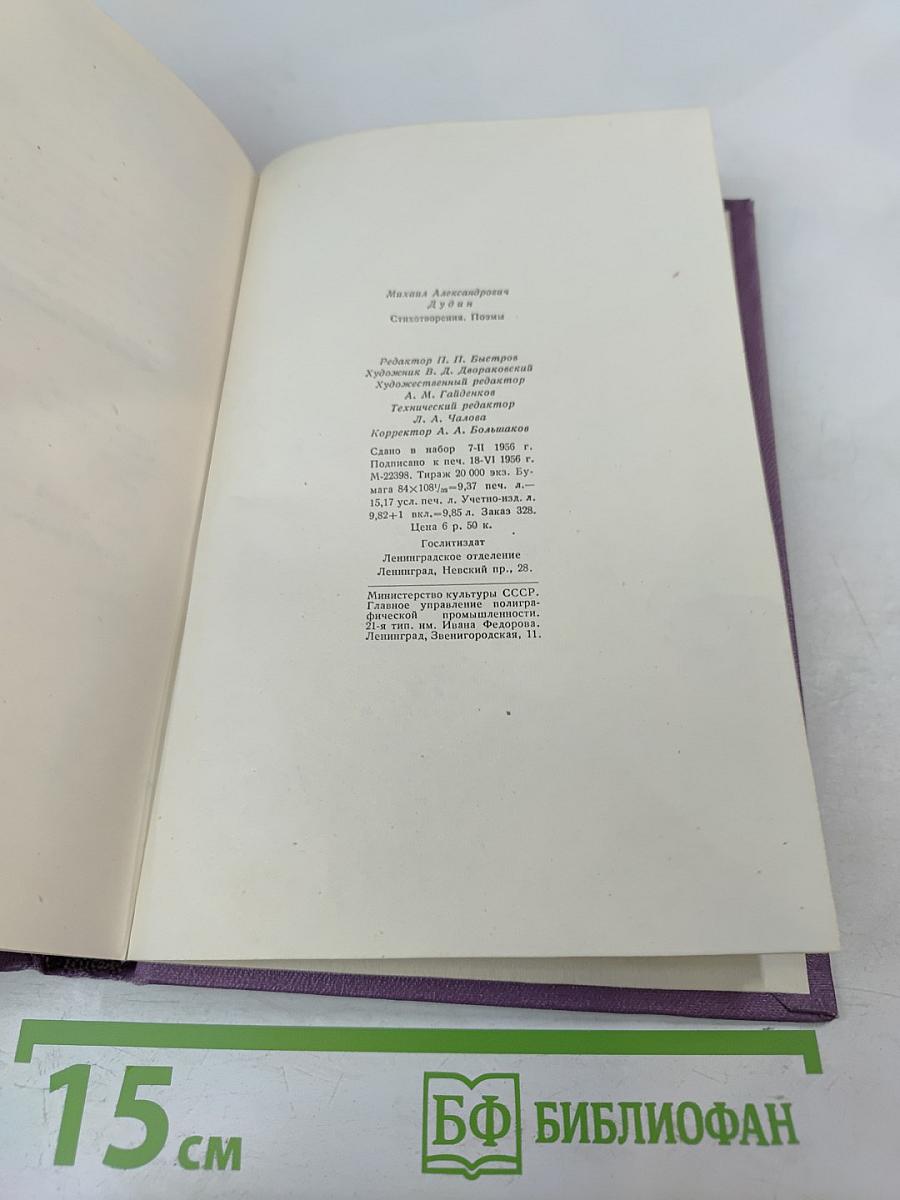 Михаил Александрович
Дудин
Стихотворения. Поэмы
Редактор П. П. Быстров
Художник В. Д. Двораковский
Художественный редактор
А. М. Гайденков
Технический редактор
Л. А. Чалова
Корректор А. А. Большаков
Сдано в набор 7-II 1956 г.
Подписано к печ. 18-VI 1956 г.
М-22398. Тираж 20 000 экз. Бу-
мага 84×108¹/₃₂=9,37 печ. л.—
15,17 усл. печ. л. Учетно-изд. л.
9,82+1 вкл.=9,85 л. Заказ 328.
Цена 6 р. 50 к.
Гослитиздат
Ленинградское отделение
Ленинград, Невский пр., 28.
Министерство культуры СССР.
Главное управление полигра-
фической промышленности.
21-я тип. им. Ивана Федорова.
Ленинград, Звенигородская, 11.
15 см
БФ БИБЛИОФАН